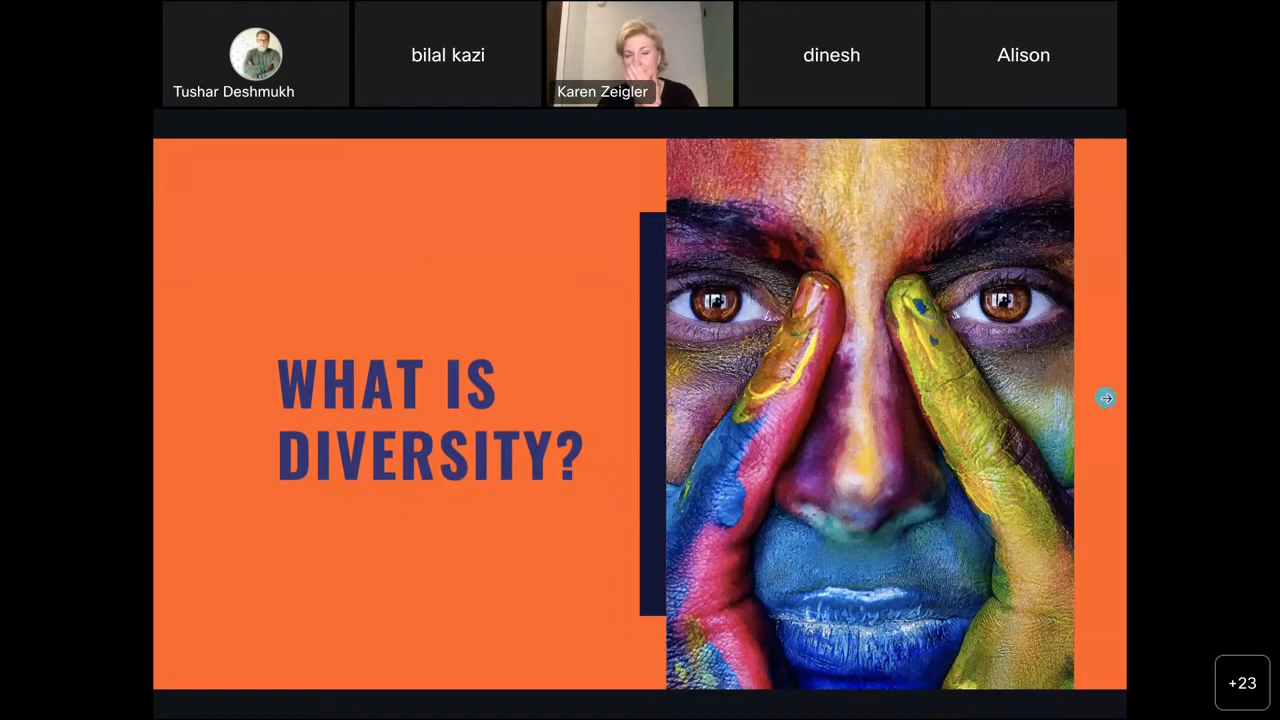 Tushar Deshmukh
bilal kazi
Karen Zeigler
dinesh
Alison
WHAT IS
DIVERSITY?
+23